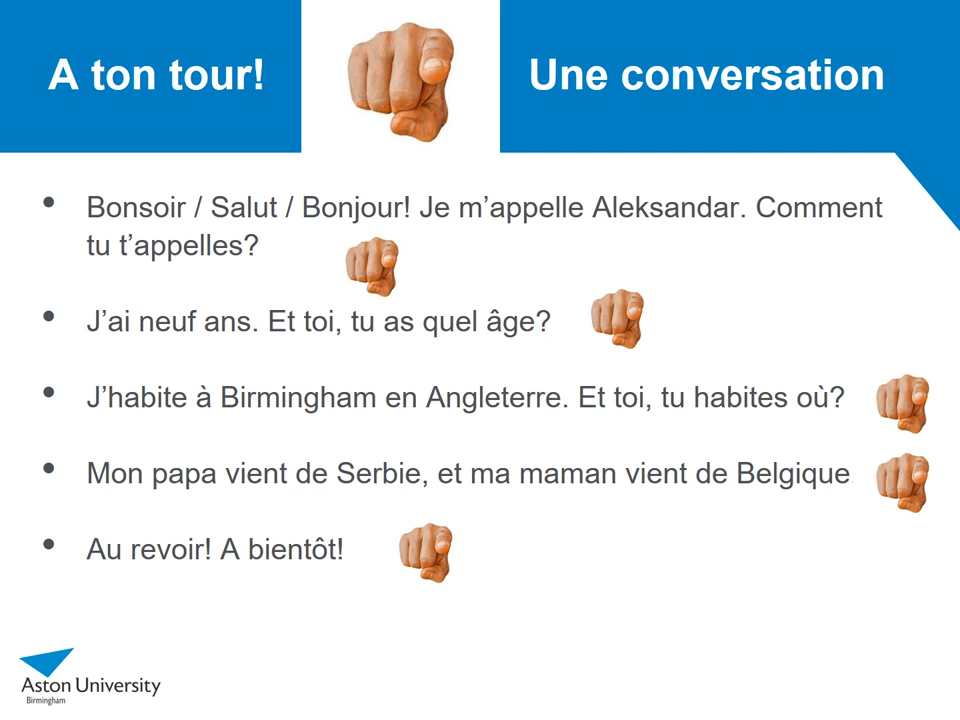 A ton tour!
Une conversation
• Bonsoir / Salut / Bonjour! Je m’appelle Aleksandar. Comment
tu t’appelles?
• J’ai neuf ans. Et toi, tu as quel âge?
• J’habite à Birmingham en Angleterre. Et toi, tu habites où?
• Mon papa vient de Serbie, et ma maman vient de Belgique
• Au revoir! A bientôt!
Aston University
Birmingham